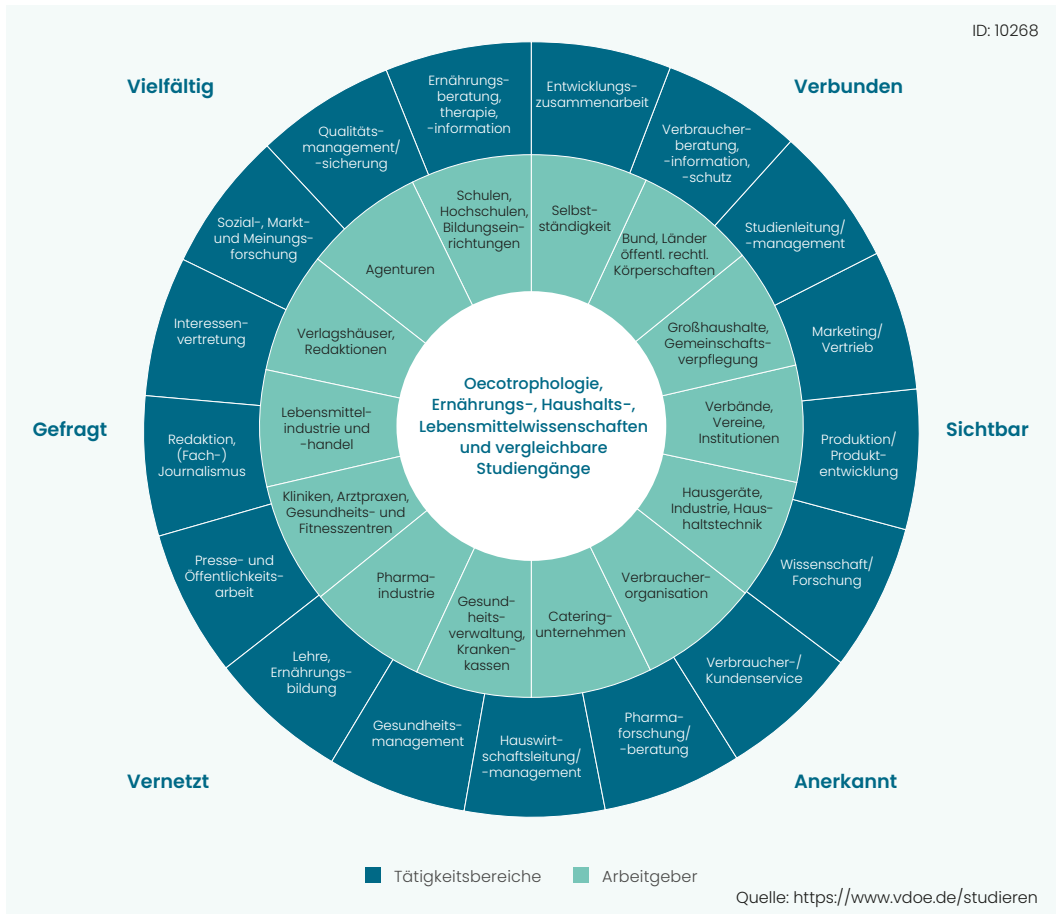 ID: 10268
Vielfältig
Verbunden
Gefragt
Sichtbar
Vernetzt
Anerkannt
Ernährungs-
beratung,
therapie,
-information
Entwicklungs-
zusammenarbeit
Verbraucher-
beratung,
-information,
-schutz
Studienleitung/
-management
Marketing/
Vertrieb
Produktion/
Produkt-
entwicklung
Wissenschaft/
Forschung
Verbraucher-/
Kundenservice
Pharma-
forschung/
-beratung
Hauswirt-
schaftsleitung/
-management
Gesundheits-
management
Lehre,
Ernährungs-
bildung
Presse- und
Öffentlichkeits-
arbeit
Redaktion,
(Fach-)
Journalismus
Interessen-
vertretung
Sozial-, Markt-
und Meinungs-
forschung
Qualitäts-
management/
-sicherung
Schulen,
Hochschulen,
Bildungsein-
richtungen
Selbst-
ständigkeit
Bund, Länder
öffentl. rechtl.
Körperschaften
Großhaushalte,
Gemeinschafts-
verpflegung
Verbände,
Vereine,
Institutionen
Hausgeräte,
Industrie, Haus-
haltstechnik
Verbraucher-
organisation
Catering-
unternehmen
Gesund-
heits-
verwaltung,
Kranken-
kassen
Pharma-
industrie
Kliniken, Arztpraxen,
Gesundheits- und
Fitnesszentren
Lebensmittel-
industrie und
-handel
Verlagshäuser,
Redaktionen
Agenturen
Oecotrophologie,
Ernährungs-, Haushalts-,
Lebensmittelwissenschaften
und vergleichbare
Studiengänge
Tätigkeitsbereiche
Arbeitgeber
Quelle: https://www.vdoe.de/studieren